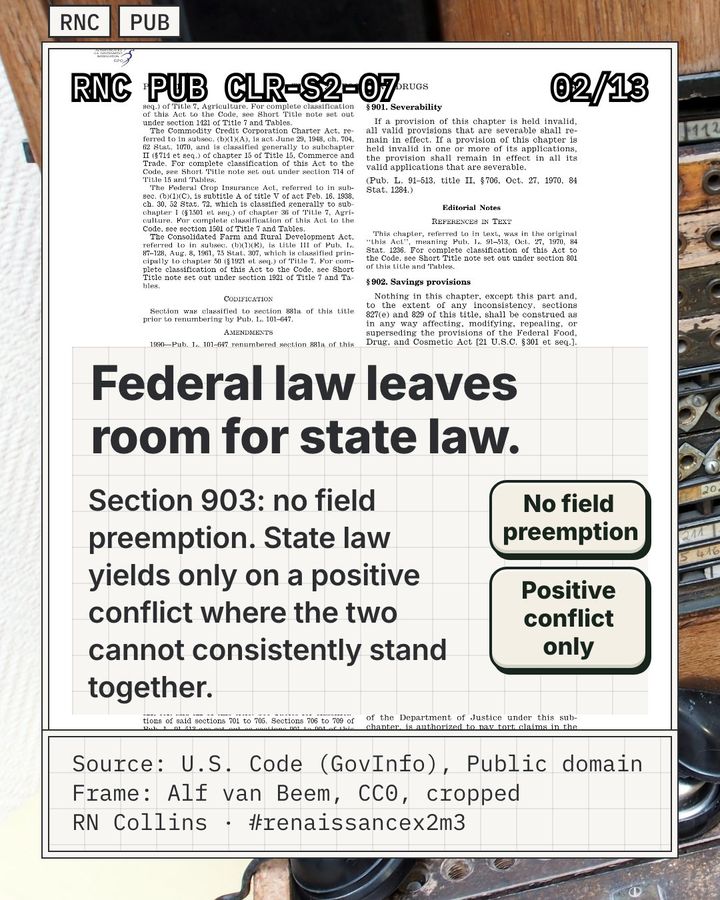 RNC PUB
RNC PUB CLR-S2-07 02/13
DRUGS
seq.) of Title 7, Agriculture. For complete classification
of this Act to the Code, see Short Title note set out
under section 1421 of Title 7 and Tables.
The Commodity Credit Corporation Charter Act, re-
ferred to in subsec. (b)(1)(A), is act June 29, 1948, ch. 704,
62 Stat. 1070, and is classified generally to subchapter
II (§714 et seq.) of chapter 15 of Title 15, Commerce and
Trade. For complete classification of this Act to the
Code, see Short Title note set out under section 714 of
Title 15 and Tables.
The Federal Crop Insurance Act, referred to in sub-
sec. (b)(1)(C), is subtitle A of title V of act Feb. 16, 1938,
ch. 30, 52 Stat. 72, which is classified generally to sub-
chapter I (§1501 et seq.) of chapter 36 of Title 7, Agri-
culture. For complete classification of this Act to the
Code, see section 1501 of Title 7 and Tables.
The Consolidated Farm and Rural Development Act,
referred to in subsec. (b)(1)(E), is title III of Pub. L.
87–128, Aug. 8, 1961, 75 Stat. 307, which is classified prin-
cipally to chapter 50 (§1921 et seq.) of Title 7. For com-
plete classification of this Act to the Code, see Short
Title note set out under section 1921 of Title 7 and Ta-
bles.
CODIFICATION
Section was classified to section 881a of this title
prior to renumbering by Pub. L. 101–647.
AMENDMENTS
1990—Pub. L. 101–647 renumbered section 881a of this
§901. Severability
If a provision of this chapter is held invalid,
all valid provisions that are severable shall re-
main in effect. If a provision of this chapter is
held invalid in one or more of its applications,
the provision shall remain in effect in all its
valid applications that are severable.
(Pub. L. 91–513, title II, §706, Oct. 27, 1970, 84
Stat. 1284.)
Editorial Notes
REFERENCES IN TEXT
This chapter, referred to in text, was in the original
"this Act", meaning Pub. L. 91–513, Oct. 27, 1970, 84
Stat. 1236. For complete classification of this Act to
the Code, see Short Title note set out under section 801
of this title and Tables.
§902. Savings provisions
Nothing in this chapter, except this part and,
to the extent of any inconsistency, sections
827(e) and 829 of this title, shall be construed as
in any way affecting, modifying, repealing, or
superseding the provisions of the Federal Food,
Drug, and Cosmetic Act [21 U.S.C. §301 et seq.].
Federal law leaves
room for state law.
Section 903: no field
preemption. State law
yields only on a positive
conflict where the two
cannot consistently stand
together.
No field
preemption
Positive
conflict
only
tions of said sections 701 to 705. Sections 706 to 709 of
of the Department of Justice under this sub-
chapter, is authorized to pay tort claims in the
Source: U.S. Code (GovInfo), Public domain
Frame: Alf van Beem, CC0, cropped
RN Collins · #renaissancex2m3